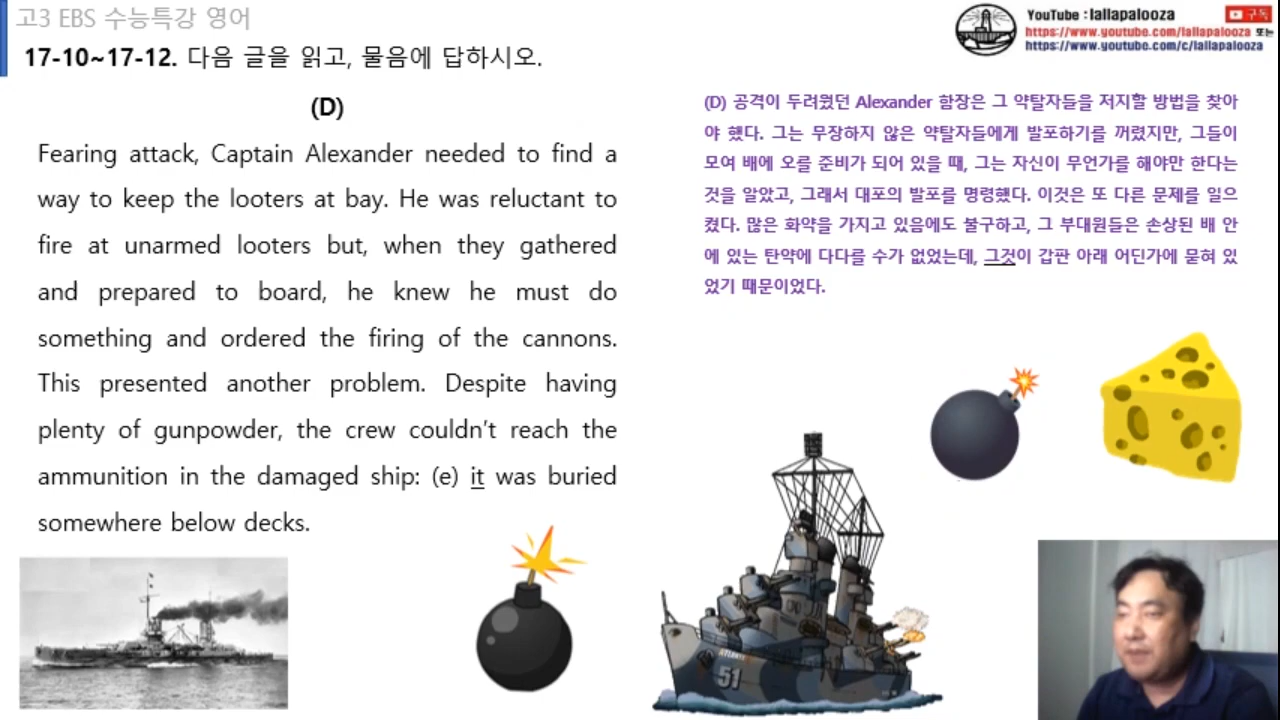 고3 EBS 수능특강 영어
17-10~17-12. 다음 글을 읽고, 물음에 답하시오.
YouTube : lallapalooza
구독
https://www.youtube.com/lallapalooza 또는
https://www.youtube.com/c/lallapalooza
(D)
Fearing attack, Captain Alexander needed to find a
way to keep the looters at bay. He was reluctant to
fire at unarmed looters but, when they gathered
and prepared to board, he knew he must do
something and ordered the firing of the cannons.
This presented another problem. Despite having
plenty of gunpowder, the crew couldn't reach the
ammunition in the damaged ship: (e) it was buried
somewhere below decks.
(D) 공격이 두려웠던 Alexander 함장은 그 약탈자들을 저지할 방법을 찾아
야 했다. 그는 무장하지 않은 약탈자들에게 발포하기를 꺼렸지만, 그들이
모여 배에 오를 준비가 되어 있을 때, 그는 자신이 무언가를 해야만 한다는
것을 알았고, 그래서 대포의 발포를 명령했다. 이것은 또 다른 문제를 일으
켰다. 많은 화약을 가지고 있음에도 불구하고, 그 부대원들은 손상된 배 안
에 있는 탄약에 다다를 수가 없었는데, 그것이 갑판 아래 어딘가에 묻혀 있
었기 때문이었다.
51